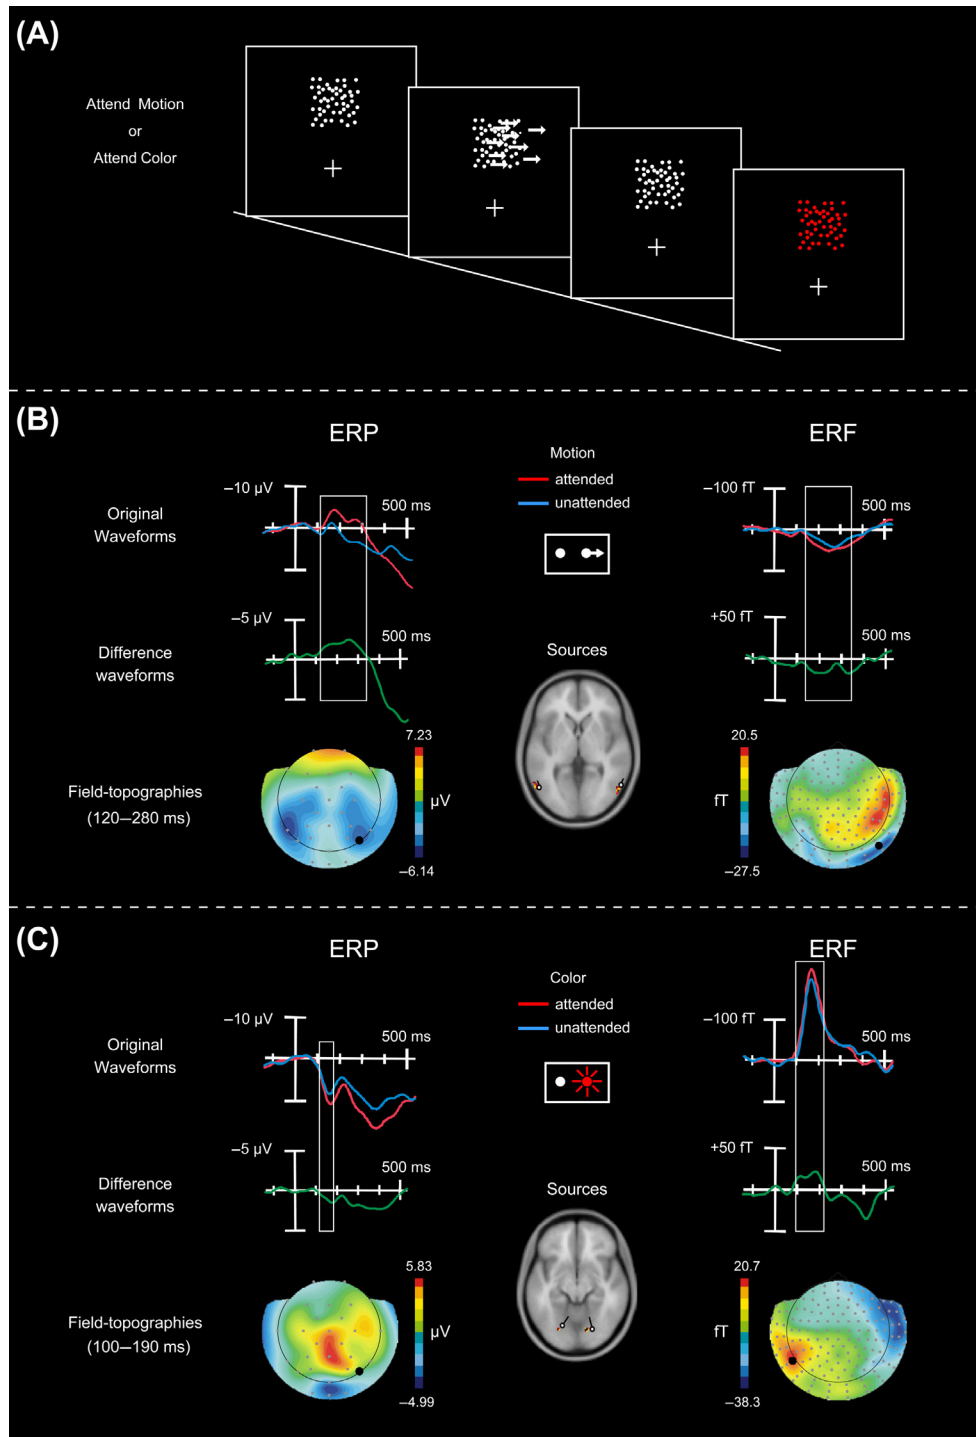 (A)
Attend Motion
or
Attend Color
(B)
ERP
ERF
Motion
attended
unattended
Original
Waveforms
–10 µV
500 ms
–100 fT
500 ms
Difference
waveforms
–5 µV
500 ms
Sources
+50 fT
500 ms
Field-topographies
(120–280 ms)
7.23
µV
–6.14
20.5
fT
–27.5
(C)
ERP
ERF
Color
attended
unattended
Original
Waveforms
–10 µV
500 ms
–100 fT
500 ms
Difference
waveforms
–5 µV
500 ms
Sources
+50 fT
500 ms
Field-topographies
(100–190 ms)
5.83
µV
–4.99
20.7
fT
–38.3